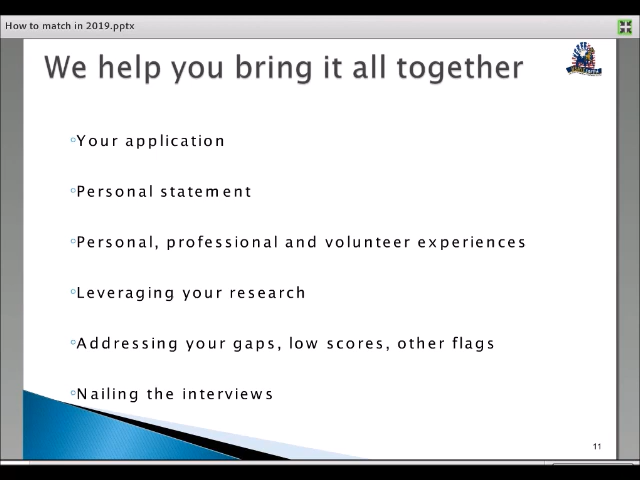 How to match in 2019.pptx
We help you bring it all together
Your application
Personal statement
Personal, professional and volunteer experiences
Leveraging your research
Addressing your gaps, low scores, other flags
Nailing the interviews
11